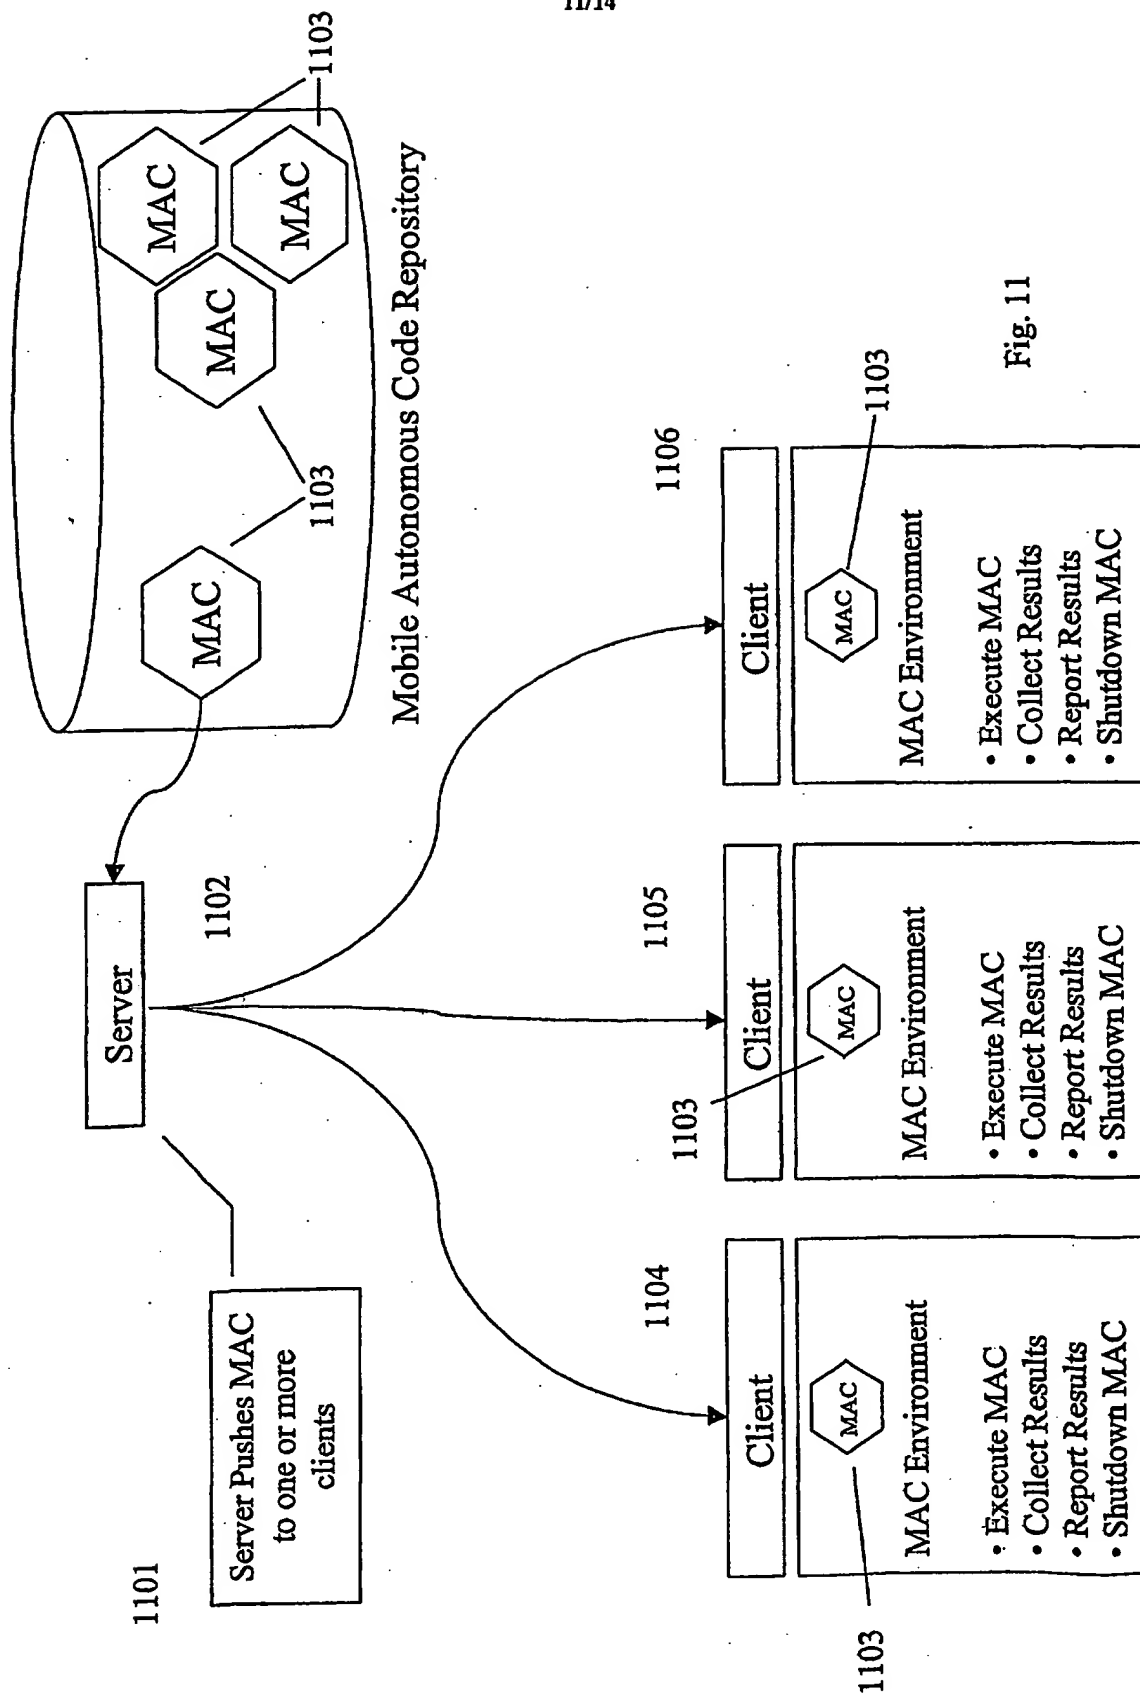 11/14
1101
Server Pushes MAC
to one or more
clients
Server
1102
MAC
MAC
MAC
MAC
1103
1103
Mobile Autonomous Code Repository
1104
Client
MAC
1103
MAC Environment
• Execute MAC
• Collect Results
• Report Results
• Shutdown MAC
1105
Client
1103
MAC
MAC Environment
• Execute MAC
• Collect Results
• Report Results
• Shutdown MAC
1106
Client
MAC
1103
MAC Environment
• Execute MAC
• Collect Results
• Report Results
• Shutdown MAC
Fig. 11